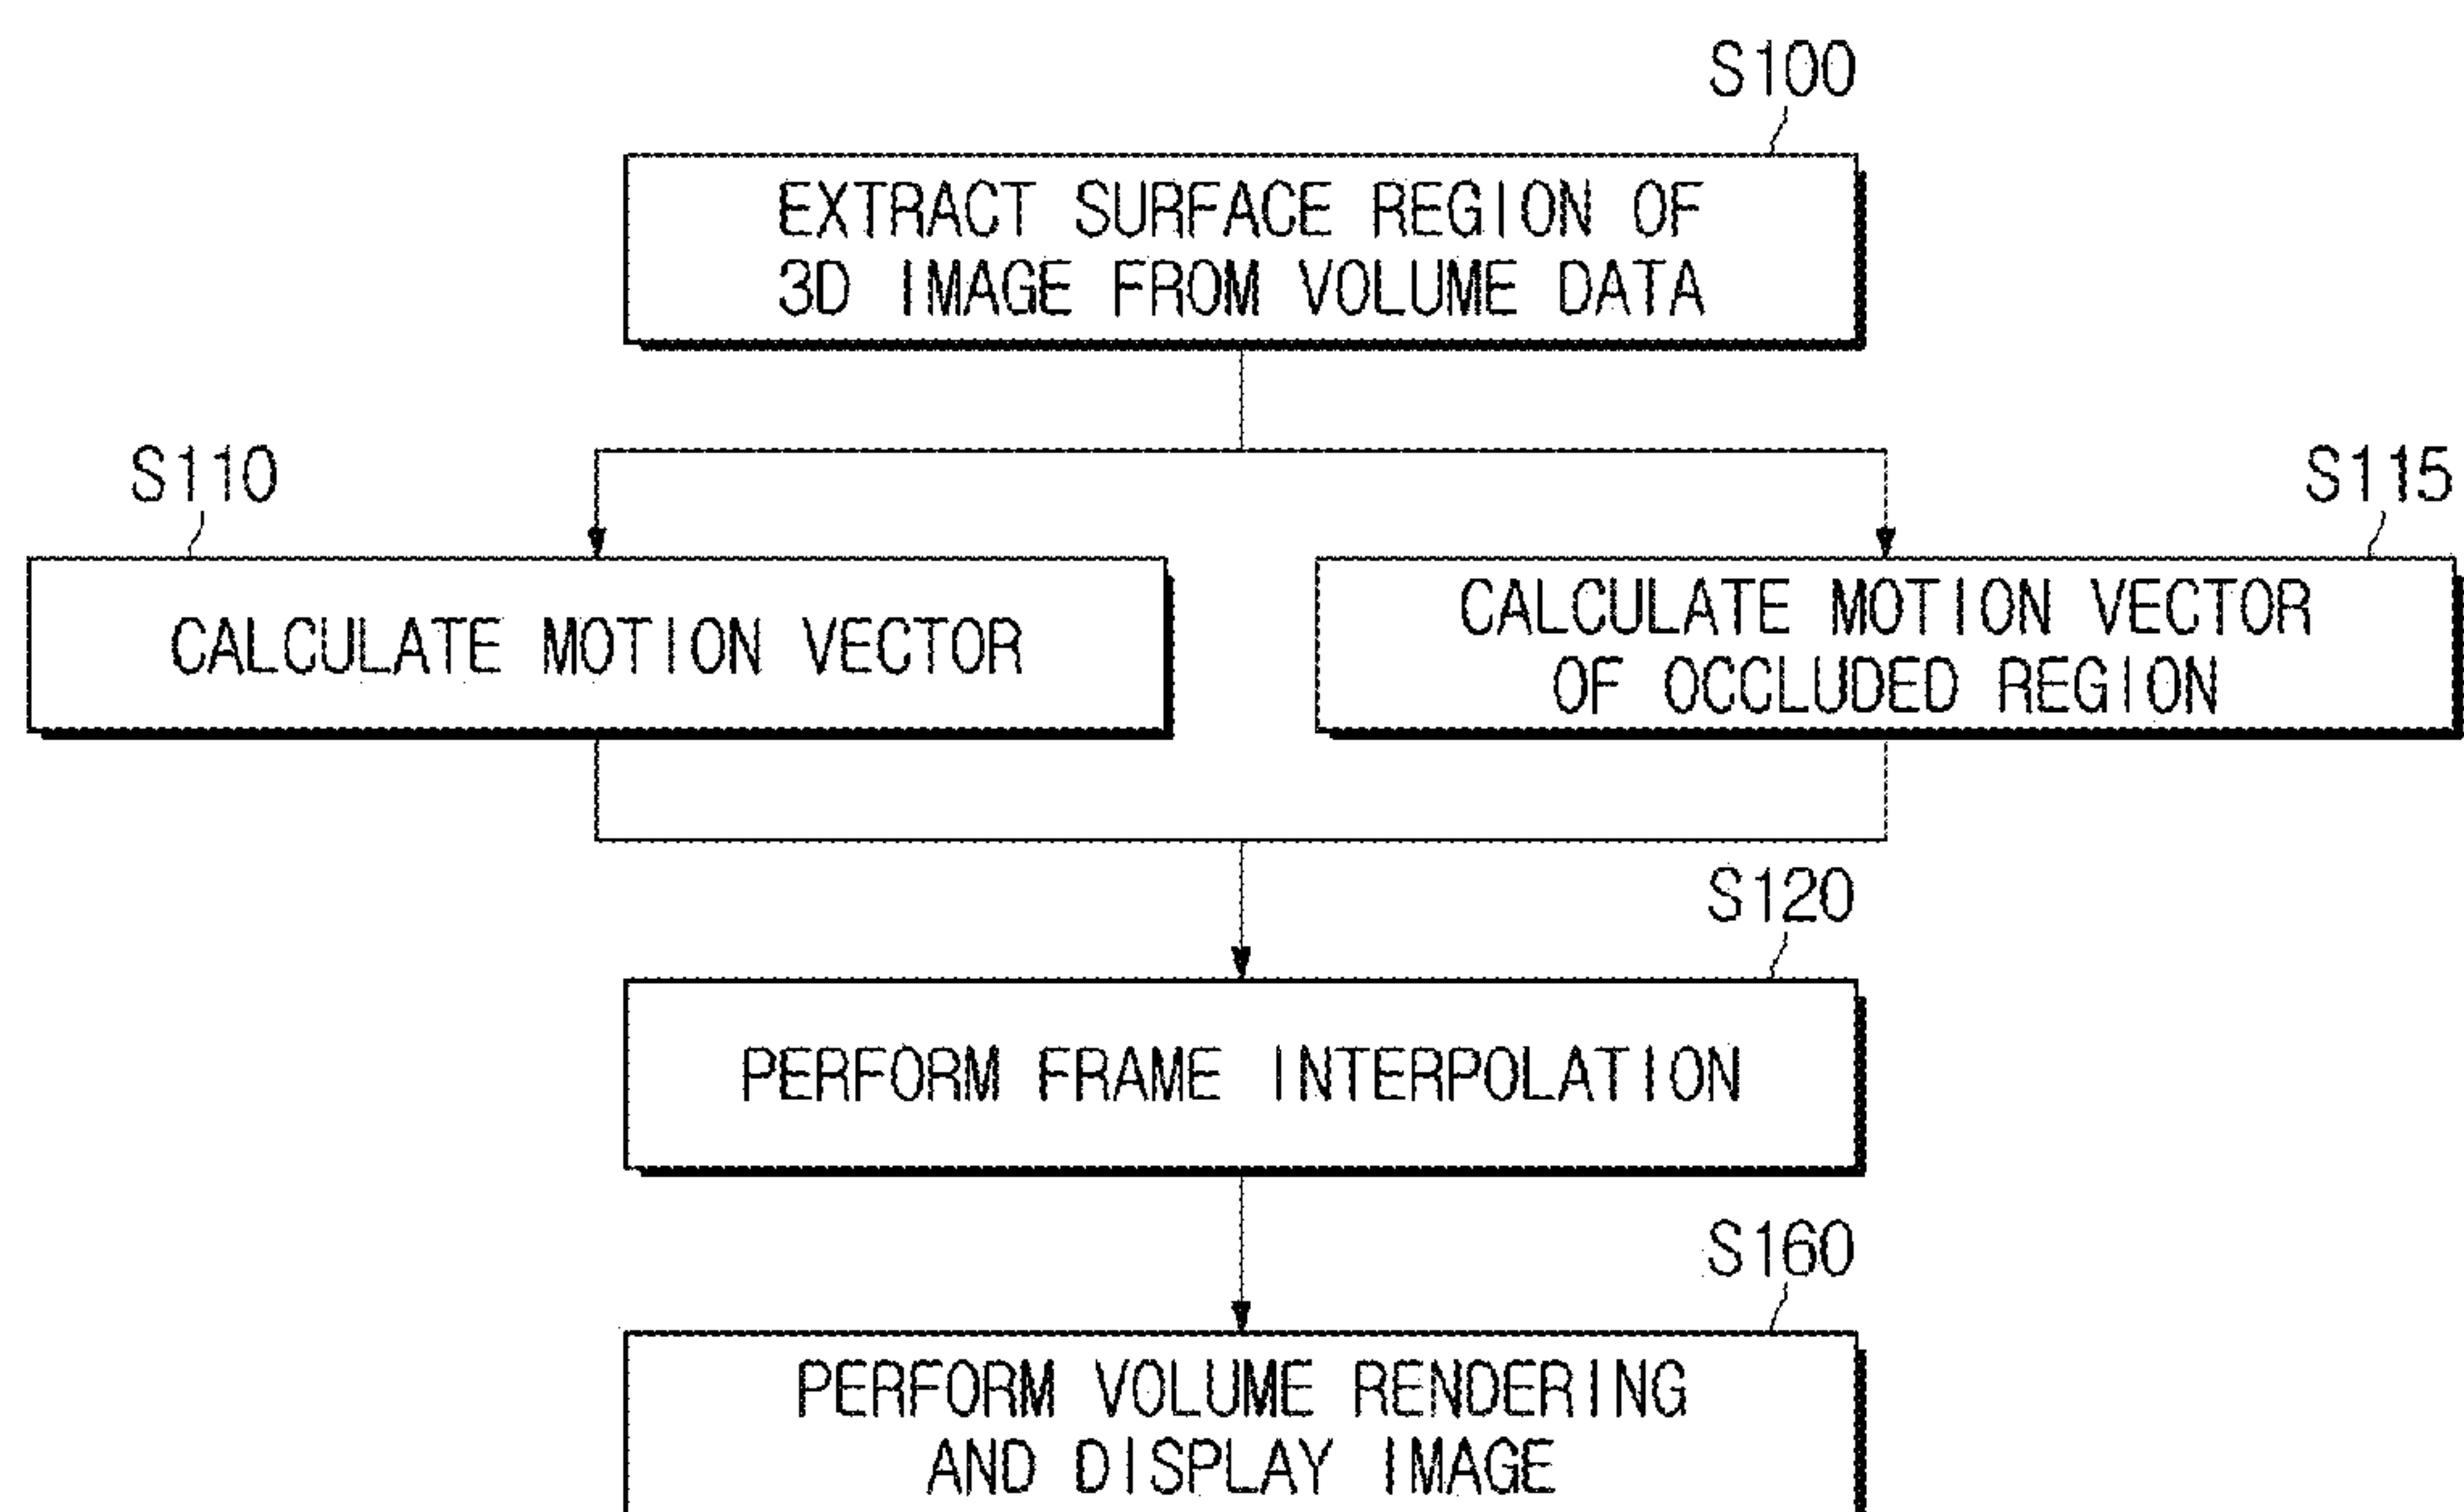 S100
EXTRACT SURFACE REGION OF
3D IMAGE FROM VOLUME DATA
S110
S115
CALCULATE MOTION VECTOR
CALCULATE MOTION VECTOR
OF OCCLUDED REGION
S120
PERFORM FRAME INTERPOLATION
S160
PERFORM VOLUME RENDERING
AND DISPLAY IMAGE